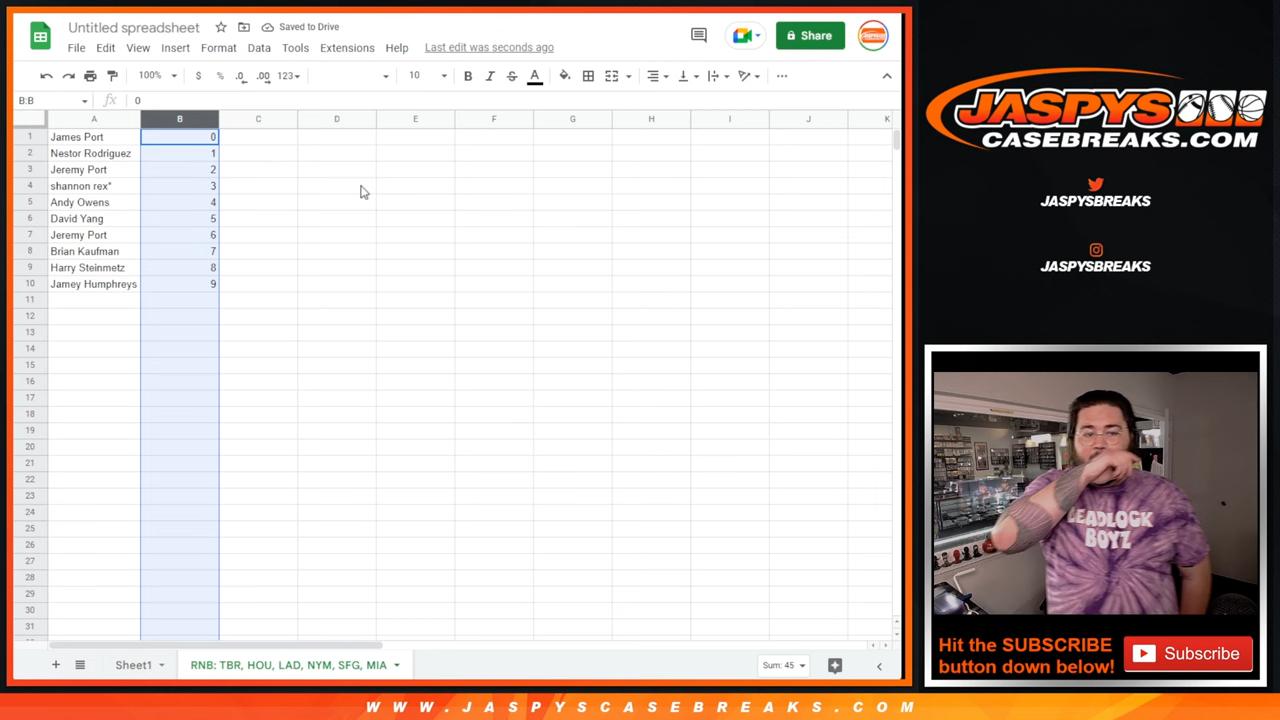 Untitled spreadsheet
Saved to Drive
File Edit View Insert Format Data Tools Extensions Help Last edit was seconds ago
Share
100% $ % .0 .00 123 10 B I S A
B:B fx 0
A B C D E F G H I J K
1 James Port 0
2 Nestor Rodriguez 1
3 Jeremy Port 2
4 shannon rex* 3
5 Andy Owens 4
6 David Yang 5
7 Jeremy Port 6
8 Brian Kaufman 7
9 Harry Steinmetz 8
10 Jamey Humphreys 9
11
12
13
14
15
16
17
18
19
20
21
22
23
24
25
26
27
28
29
30
31
Sheet1 RNB: TBR, HOU, LAD, NYM, SFG, MIA Sum: 45
JASPYS
CASEBREAKS.COM
JASPYSBREAKS
JASPYSBREAKS
DEADLOCK
BOYZ
Hit the SUBSCRIBE
button down below!
Subscribe
WWW.JASPYSCASEBREAKS.COM